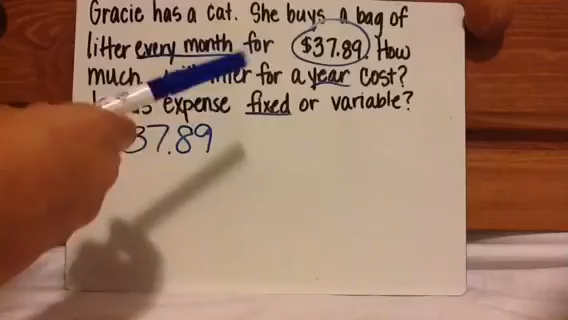 Gracie has a cat. She buys a bag of
litter every month for $37.89. How
much litter for a year cost?
expense fixed or variable?
37.89